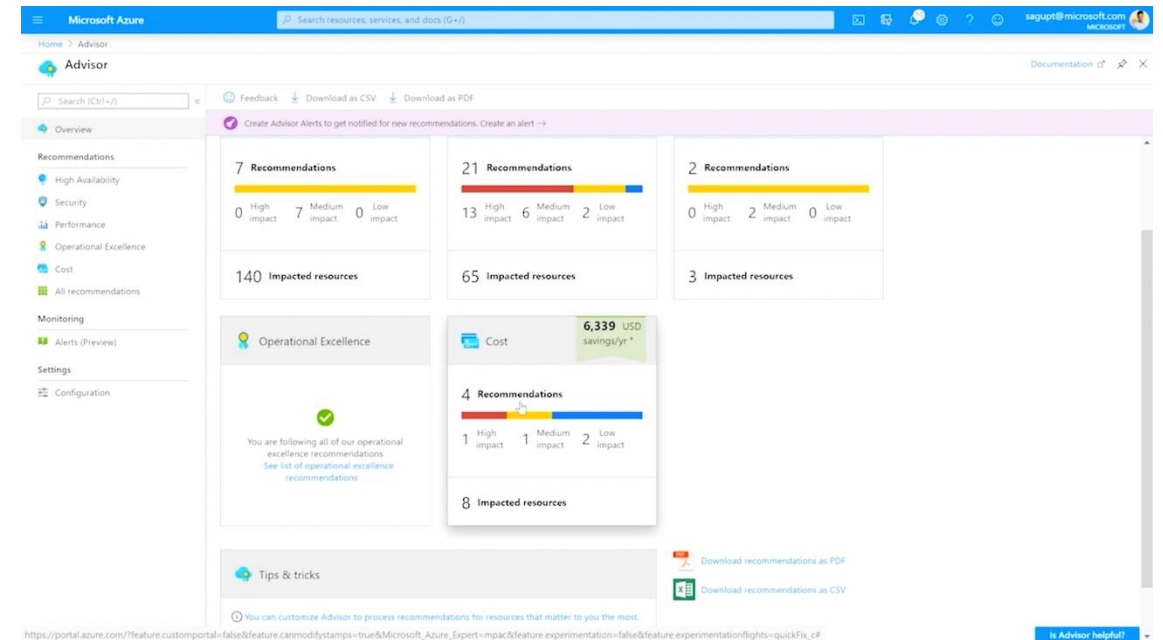 Microsoft Azure
Search resources, services, and docs (G+/)
sagupt@microsoft.com
MICROSOFT
Home > Advisor
Advisor
Documentation
Search (Ctrl+/)
Feedback
Download as CSV
Download as PDF
Overview
Create Advisor Alerts to get notified for new recommendations. Create an alert →
Recommendations
High Availability
Security
Performance
Operational Excellence
Cost
All recommendations
Monitoring
Alerts (Preview)
Settings
Configuration
7 Recommendations
0 High impact 7 Medium impact 0 Low impact
140 Impacted resources
21 Recommendations
13 High impact 6 Medium impact 2 Low impact
65 Impacted resources
2 Recommendations
0 High impact 2 Medium impact 0 Low impact
3 Impacted resources
Operational Excellence
You are following all of our operational
excellence recommendations
See list of operational excellence
recommendations
Cost
6,339 USD
savings/yr *
4 Recommendations
1 High impact 1 Medium impact 2 Low impact
8 Impacted resources
Tips & tricks
You can customize Advisor to process recommendations for resources that matter to you the most.
PDF
Download recommendations as PDF
Download recommendations as CSV
https://portal.azure.com/?feature.customportal=false&feature.canmodifystamps=true&Microsoft_Azure_Expert=mpac&feature.experimentation=false&feature.experimentationflights=quickFix_c#
Is Advisor helpful?